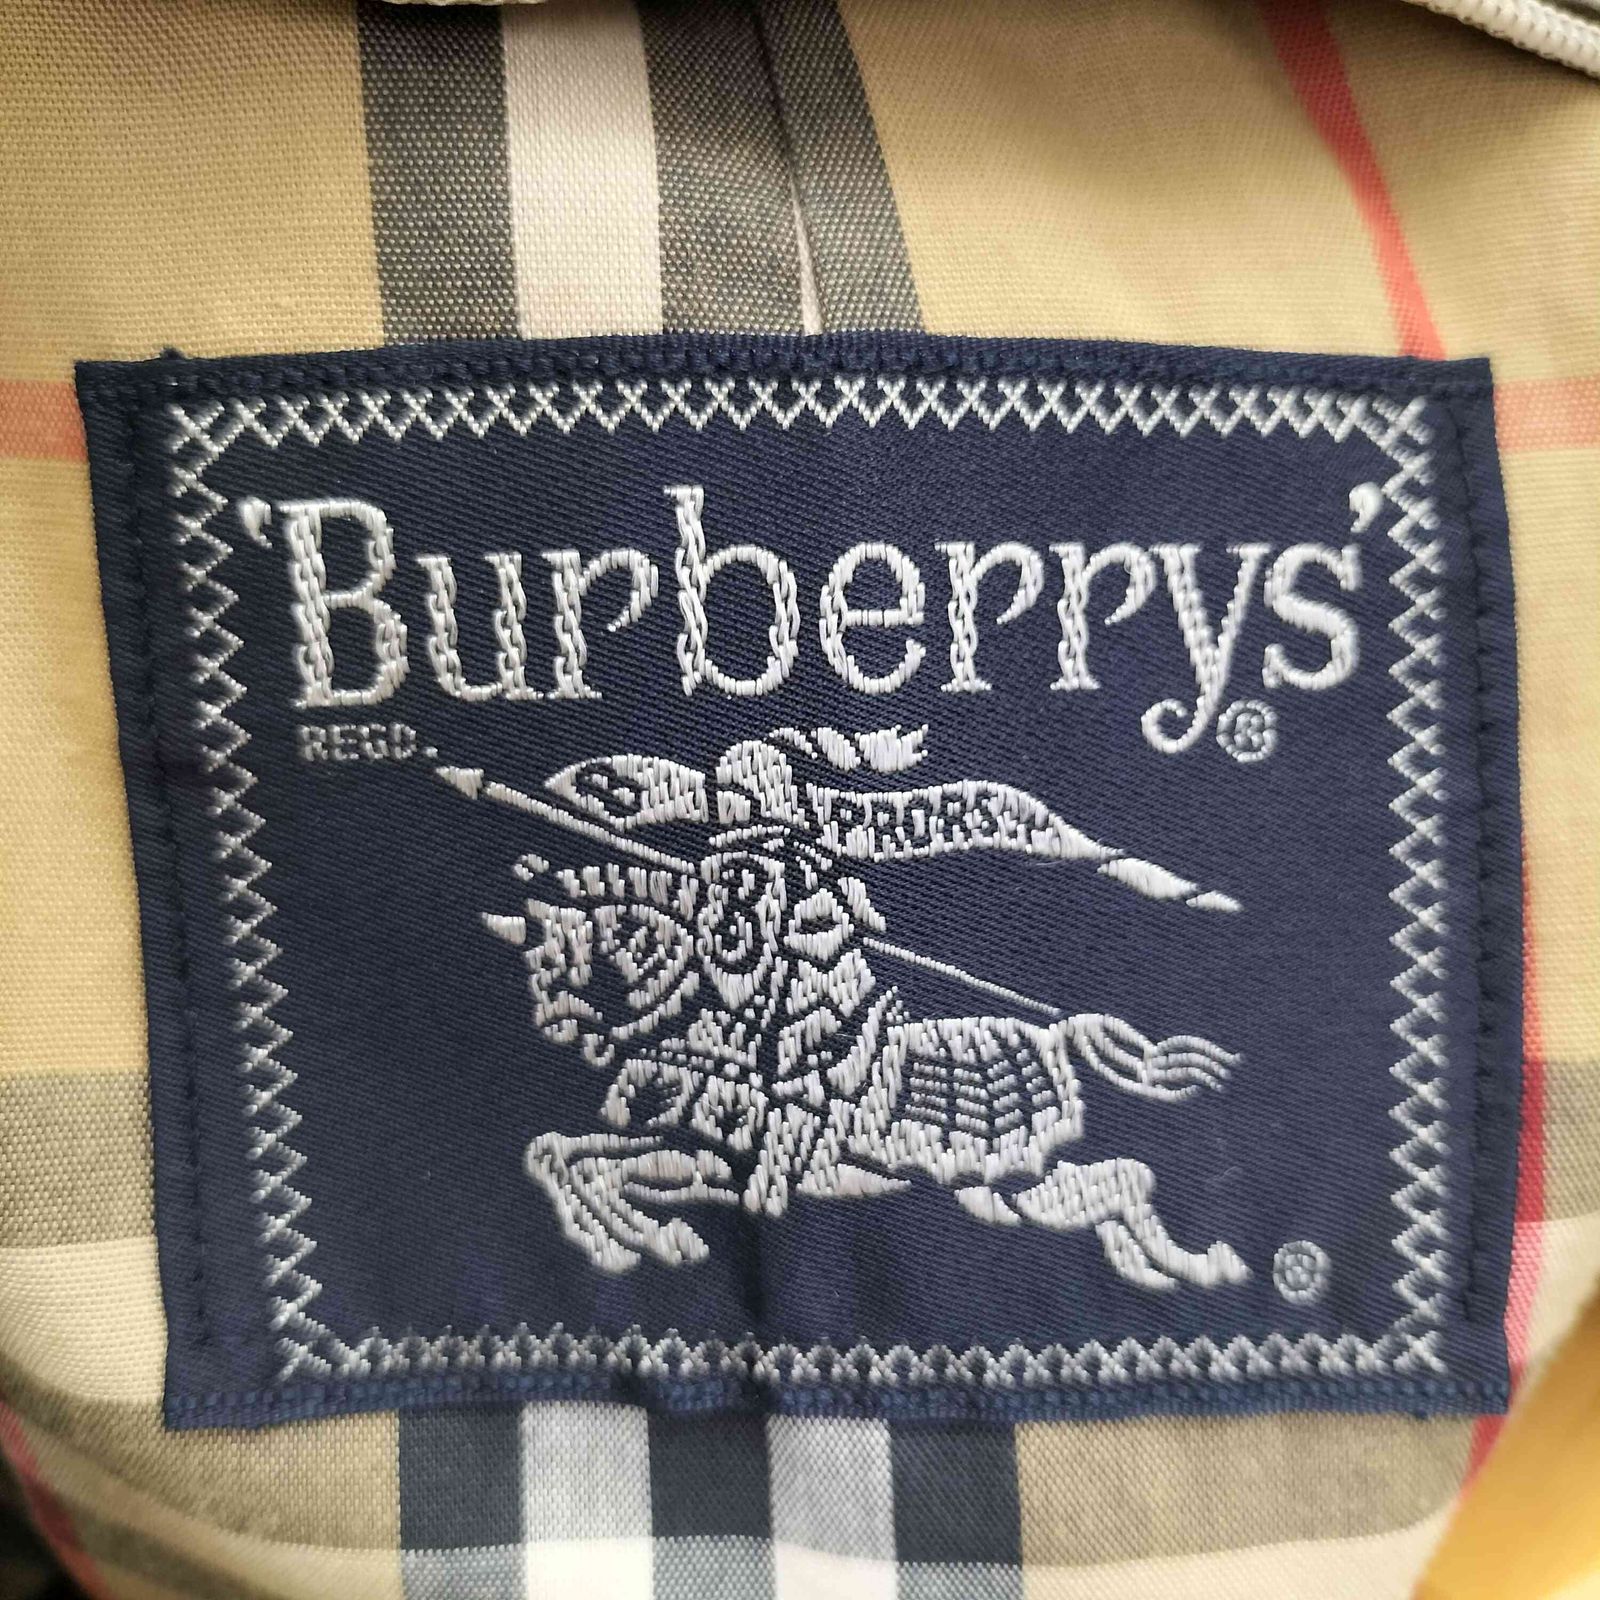 'Burberrys'
REGD. ®
B PRORSUM
B
®